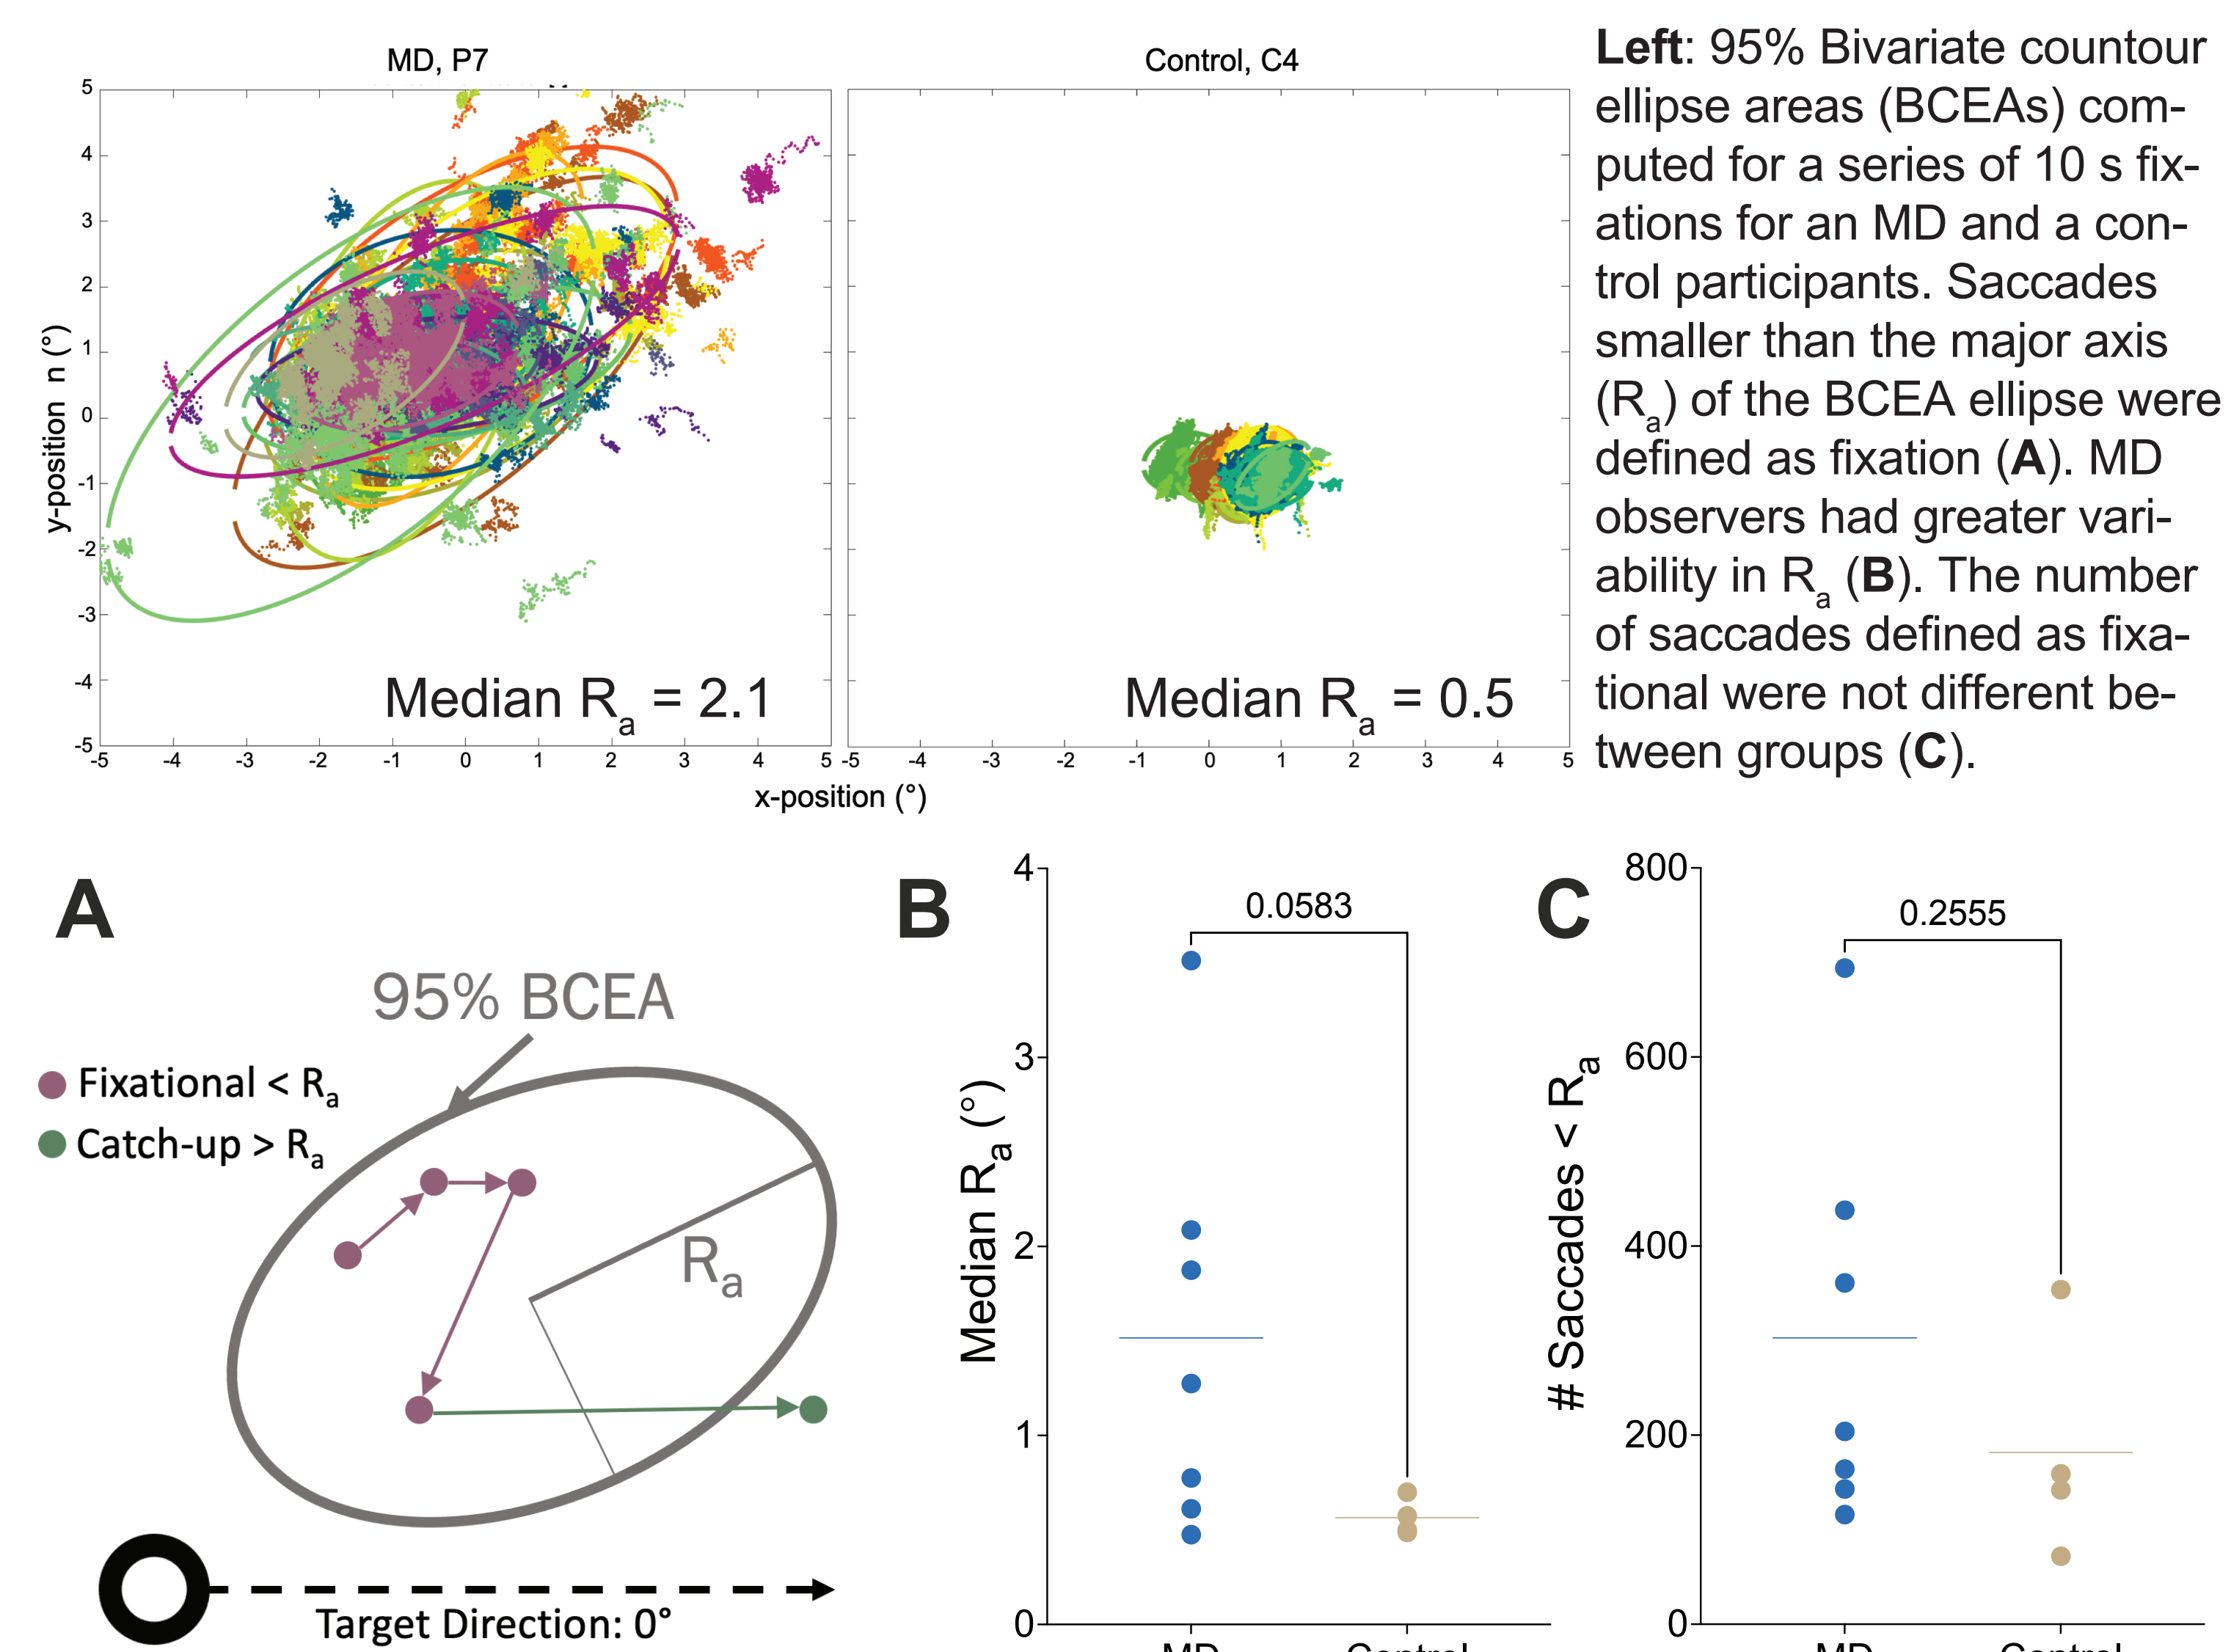 MD, P7
Control, C4
5
4
3
2
1
0
-1
-2
-3
-4
-5
y-position n (°)
Median Ra = 2.1
Median Ra = 0.5
-5 -4 -3 -2 -1 0 1 2 3 4 5
-5 -4 -3 -2 -1 0 1 2 3 4 5
x-position (°)
Left: 95% Bivariate countour
ellipse areas (BCEAs) com-
puted for a series of 10 s fix-
ations for an MD and a con-
trol participants. Saccades
smaller than the major axis
(Ra) of the BCEA ellipse were
defined as fixation (A). MD
observers had greater vari-
ability in Ra (B). The number
of saccades defined as fixa-
tional were not different be-
tween groups (C).
A
95% BCEA
Fixational < Ra
Catch-up > Ra
Ra
Target Direction: 0°
B
4
3
2
1
0
Median Ra (°)
0.0583
MD
Control
C
800
600
400
200
0
# Saccades < Ra
0.2555
MD
Control